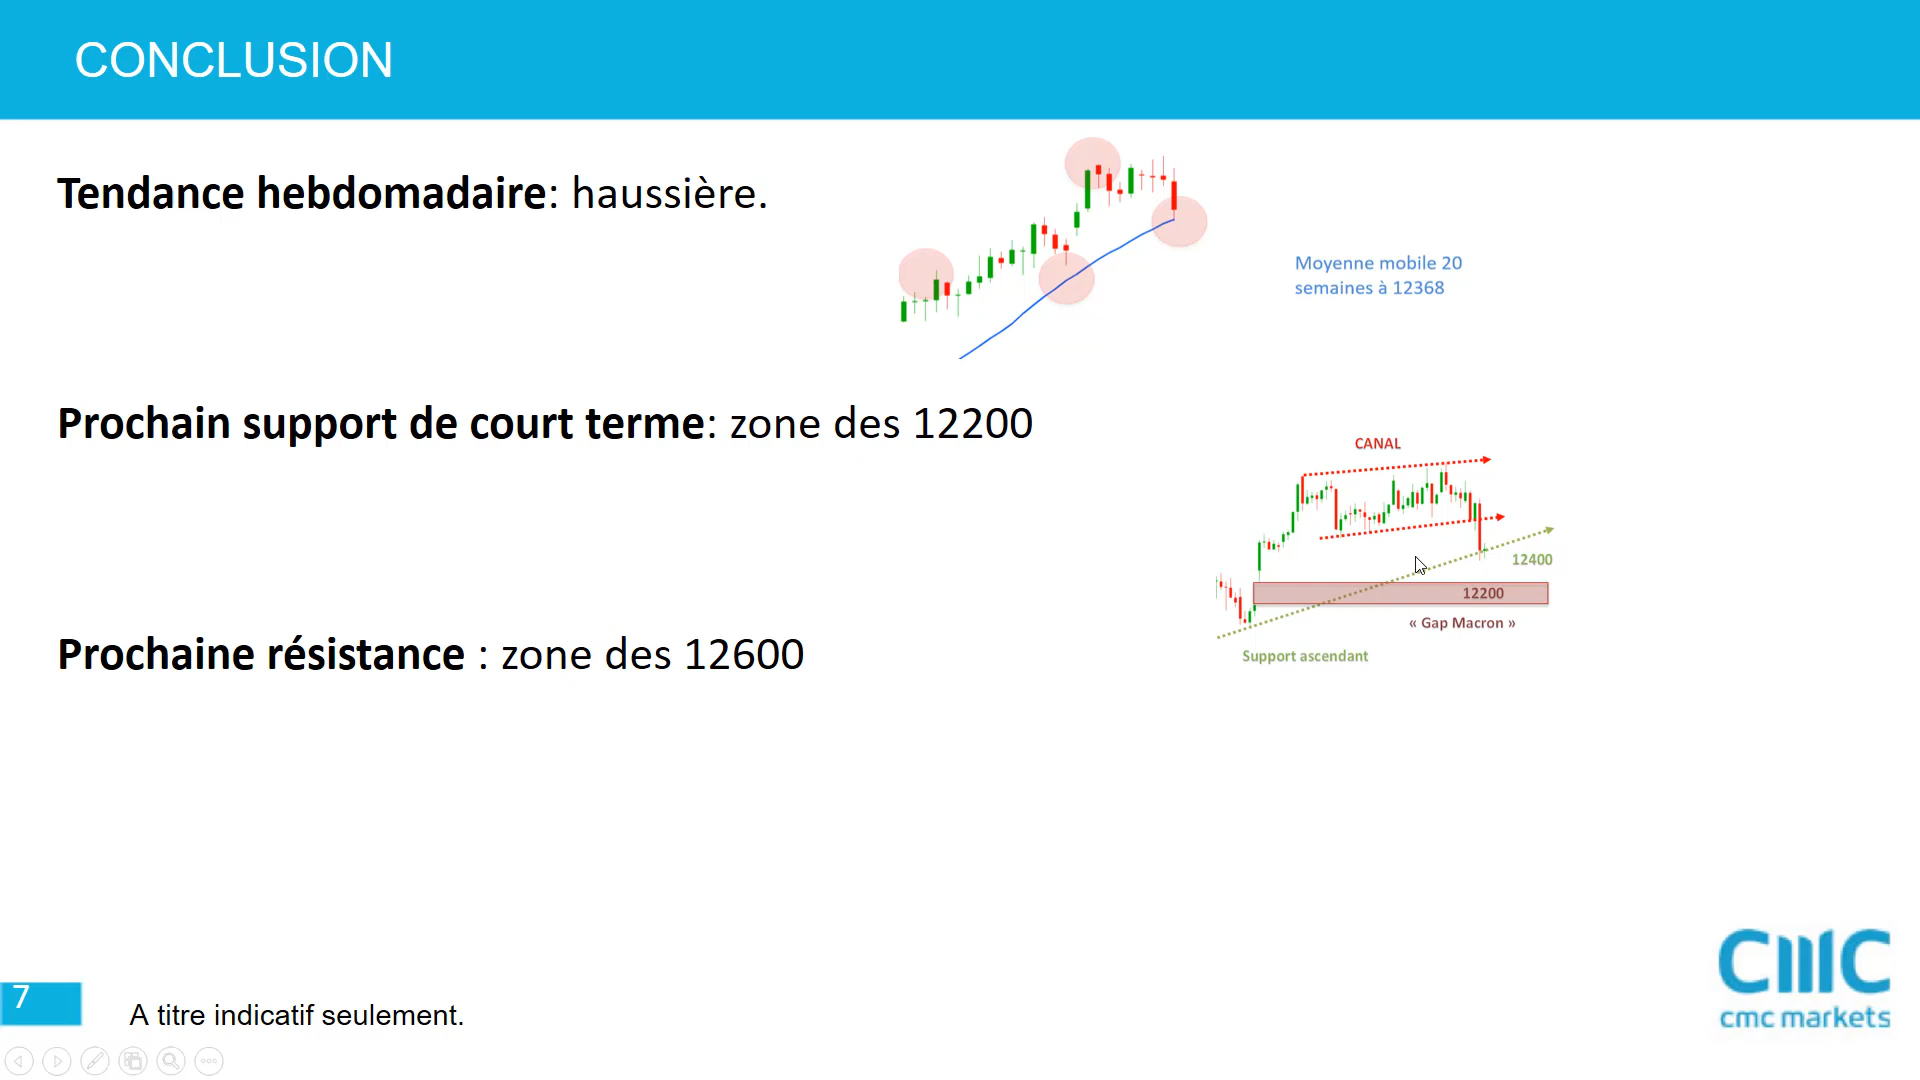 CONCLUSION
Tendance hebdomadaire: haussière.
Moyenne mobile 20
semaines à 12368
Prochain support de court terme: zone des 12200
CANAL
12400
12200
« Gap Macron »
Support ascendant
Prochaine résistance : zone des 12600
7
A titre indicatif seulement.
cmc
cmc markets